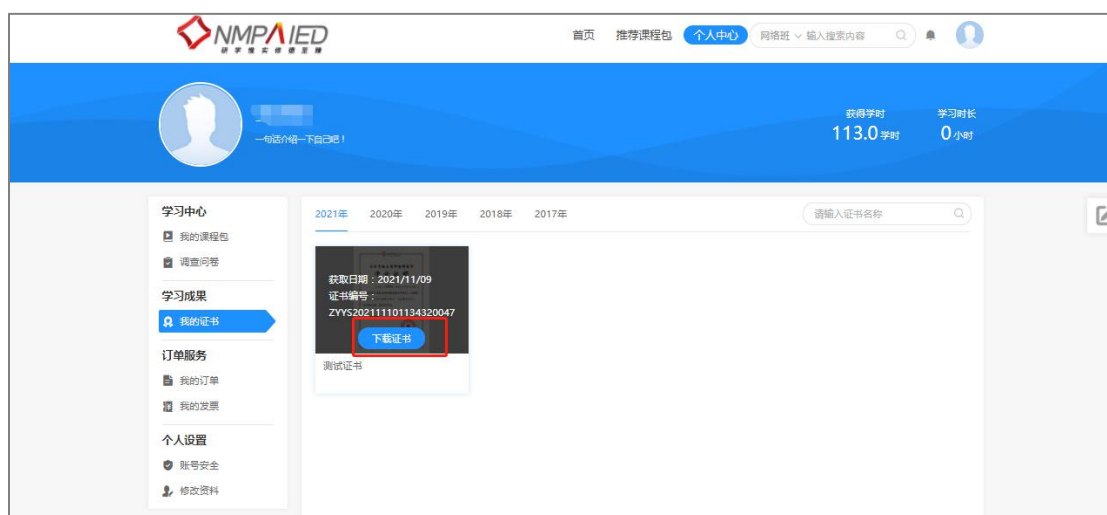 NMPAIED
研 学 惟 实 修 德 至 臻
首页 推荐课程包 个人中心 网络班 输入搜索内容
一句话介绍一下自己吧！
获得学时 学习时长
113.0 学时 0 小时
学习中心
我的课程包
调查问卷
学习成果
我的证书
订单服务
我的订单
我的发票
个人设置
账号安全
修改资料
2021年 2020年 2019年 2018年 2017年 请输入证书名称
获取日期：2021/11/09
证书编号：
ZYYS202111101134320047
下载证书
测试证书